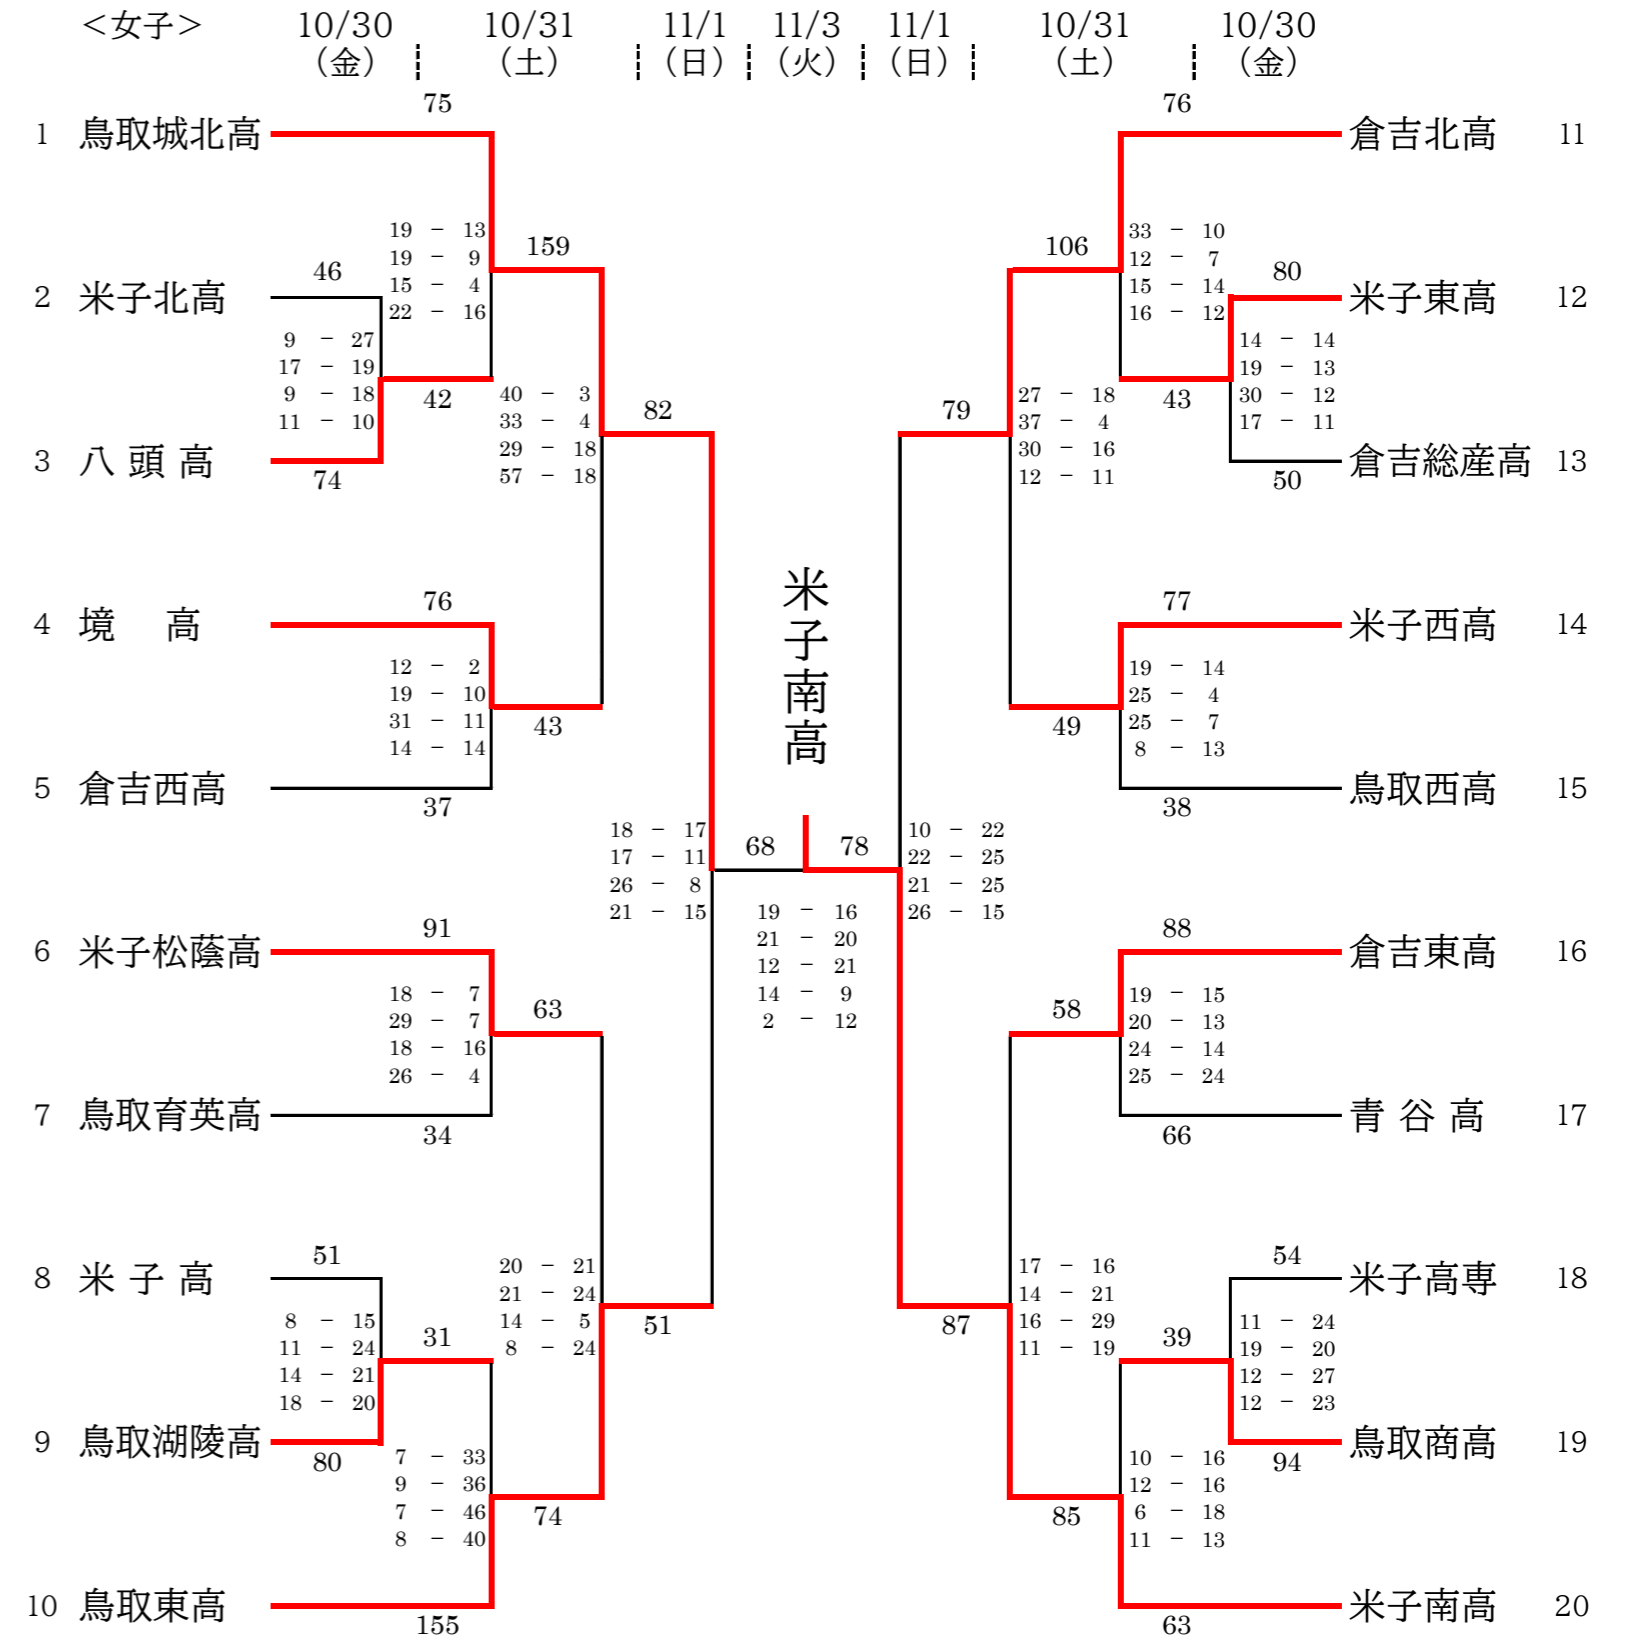 ＜女子＞ 10/30 10/31 11/1 11/3 11/1 10/31 10/30
（金） （土） （日） （火） （日） （土） （金）
75
1 鳥取城北高
19 － 13
19 － 9
15 － 4
22 － 16
159
46
2 米子北高
9 － 27
17 － 19
9 － 18
11 － 10
42
40 － 3
33 － 4
29 － 18
57 － 18
82
3 八頭高
74
76
4 境 高
12 － 2
19 － 10
31 － 11
14 － 14
43
5 倉吉西高
37
18 － 17
17 － 11
26 － 8
21 － 15
91
6 米子松蔭高
18 － 7
29 － 7
18 － 16
26 － 4
63
7 鳥取育英高
34
51
8 米子高
8 － 15
11 － 24
14 － 21
18 － 20
31
20 － 21
21 － 24
14 － 5
8 － 24
51
9 鳥取湖陵高
80
7 － 33
9 － 36
7 － 46
8 － 40
74
10 鳥取東高
155
米子南高
68 78
19 － 16
21 － 20
12 － 21
14 － 9
2 － 12
76
倉吉北高 11
106
33 － 10
12 － 7
15 － 14
16 － 12
80
米子東高 12
14 － 14
19 － 13
30 － 12
17 － 11
79
27 － 18
37 － 4
30 － 16
12 － 11
43
倉吉総産高 13
50
77
米子西高 14
19 － 14
25 － 4
25 － 7
8 － 13
49
鳥取西高 15
38
10 － 22
22 － 25
21 － 25
26 － 15
88
倉吉東高 16
19 － 15
20 － 13
24 － 14
25 － 24
58
青谷高 17
66
54
米子高専 18
11 － 24
19 － 20
12 － 27
12 － 23
17 － 16
14 － 21
16 － 29
11 － 19
87
39
鳥取商高 19
94
10 － 16
12 － 16
6 － 18
11 － 13
85
米子南高 20
63